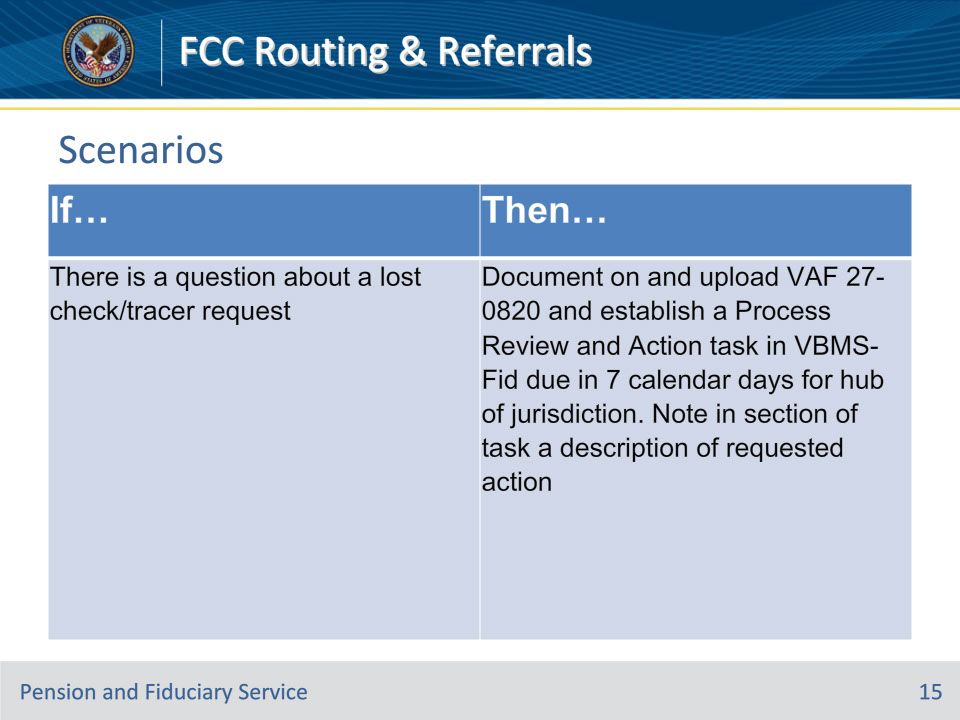 FCC Routing & Referrals
Scenarios
If…
Then…
There is a question about a lost
check/tracer request
Document on and upload VAF 27-
0820 and establish a Process
Review and Action task in VBMS-
Fid due in 7 calendar days for hub
of jurisdiction. Note in section of
task a description of requested
action
Pension and Fiduciary Service
15